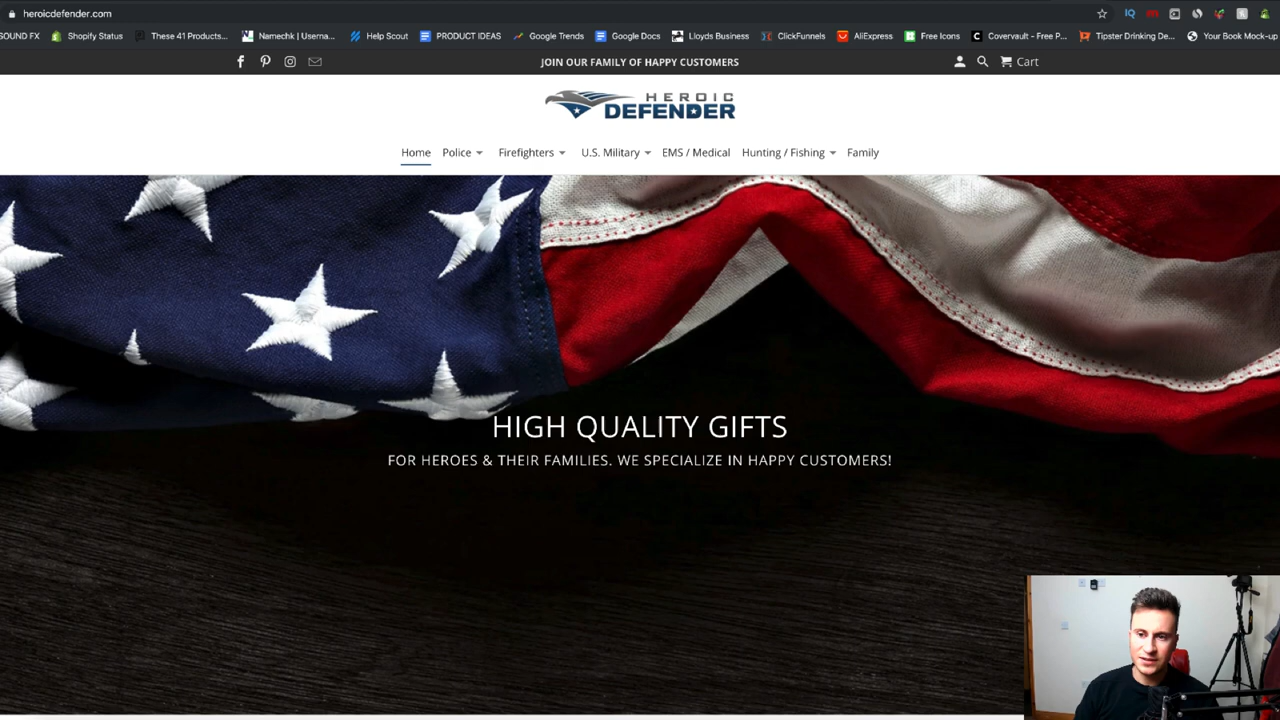 heroicdefender.com
SOUND FX Shopify Status These 41 Products... Namechk | Userna... Help Scout PRODUCT IDEAS Google Trends Google Docs Lloyds Business ClickFunnels AliExpress Free Icons Covervault - Free P... Tipster Drinking De... Your Book Mock-up
JOIN OUR FAMILY OF HAPPY CUSTOMERS Cart
HEROIC
DEFENDER
Home Police Firefighters U.S. Military EMS / Medical Hunting / Fishing Family
HIGH QUALITY GIFTS
FOR HEROES & THEIR FAMILIES. WE SPECIALIZE IN HAPPY CUSTOMERS!